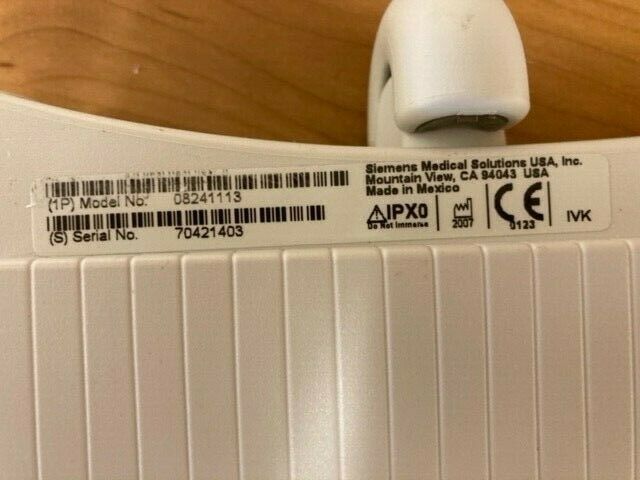 (1P) Model No: 08241113
(S) Serial No. 70421403
Siemens Medical Solutions USA, Inc.
Mountain View, CA 94043 USA
Made in Mexico
IPX0
Do Not Immerse
2007
CE
0123
IVK